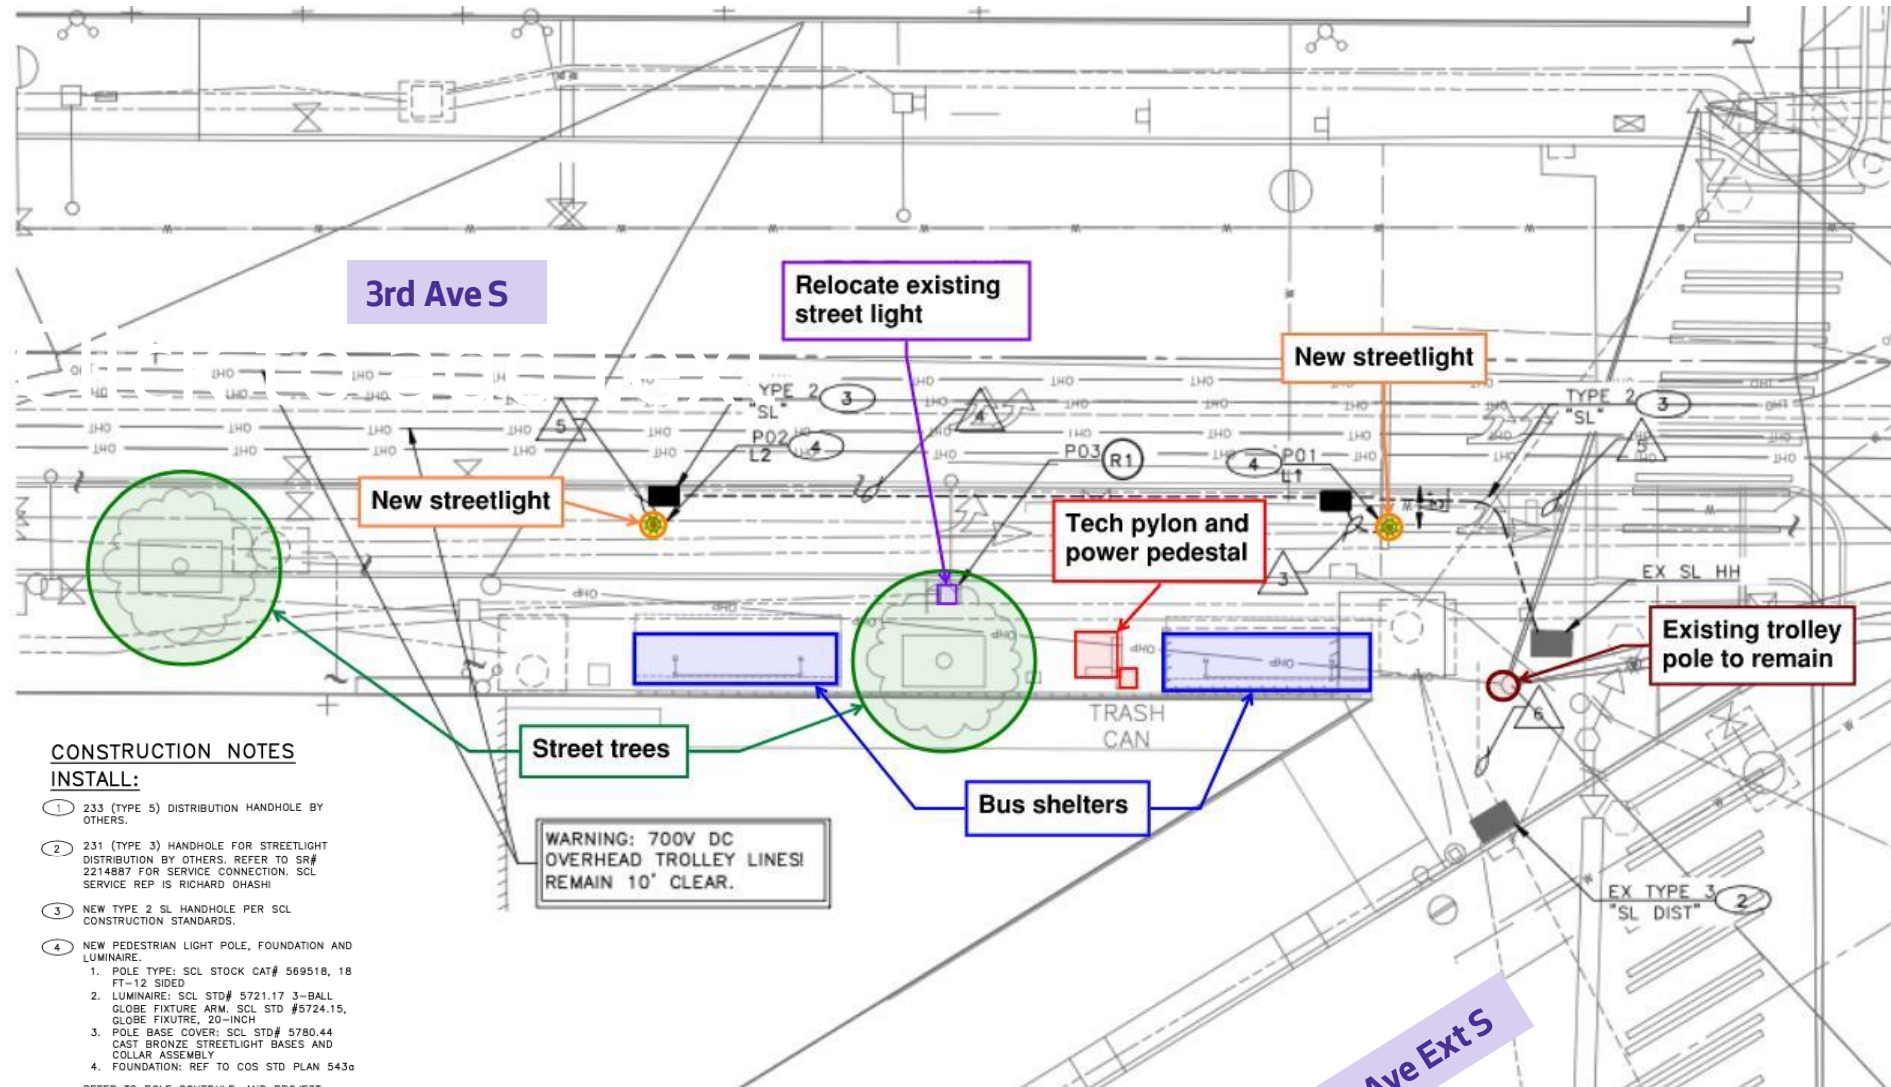 3rd Ave S
Relocate existing
street light
New streetlight
TYPE 2
"SL"
3
YPE 2
"SL"
3
5
4
P02
L2
4
P03
R1
4
P01
L1
5
New streetlight
Tech pylon and
power pedestal
3
EX SL HH
Existing trolley
pole to remain
6
TRASH
CAN
Street trees
Bus shelters
WARNING: 700V DC
OVERHEAD TROLLEY LINES!
REMAIN 10' CLEAR.
EX TYPE 3
"SL DIST"
2
Ave Ext S
CONSTRUCTION NOTES
INSTALL:
1 233 (TYPE 5) DISTRIBUTION HANDHOLE BY
OTHERS.
2 231 (TYPE 3) HANDHOLE FOR STREETLIGHT
DISTRIBUTION BY OTHERS. REFER TO SR#
2214887 FOR SERVICE CONNECTION. SCL
SERVICE REP IS RICHARD OHASHI
3 NEW TYPE 2 SL HANDHOLE PER SCL
CONSTRUCTION STANDARDS.
4 NEW PEDESTRIAN LIGHT POLE, FOUNDATION AND
LUMINAIRE.
1. POLE TYPE: SCL STOCK CAT# 569518, 18
FT-12 SIDED
2. LUMINAIRE: SCL STD# 5721.17 3-BALL
GLOBE FIXTURE ARM. SCL STD #5724.15,
GLOBE FIXUTRE, 20-INCH
3. POLE BASE COVER: SCL STD# 5780.44
CAST BRONZE STREETLIGHT BASES AND
COLLAR ASSEMBLY
4. FOUNDATION: REF TO COS STD PLAN 543a